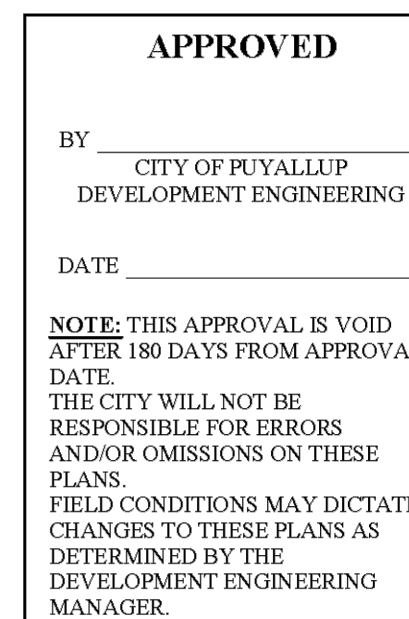 APPROVED
BY
CITY OF PUYALLUP
DEVELOPMENT ENGINEERING
DATE
NOTE: THIS APPROVAL IS VOID
AFTER 180 DAYS FROM APPROVA
DATE.
THE CITY WILL NOT BE
RESPONSIBLE FOR ERRORS
AND/OR OMISSIONS ON THESE
PLANS.
FIELD CONDITIONS MAY DICTATE
CHANGES TO THESE PLANS AS
DETERMINED BY THE
DEVELOPMENT ENGINEERING
MANAGER.